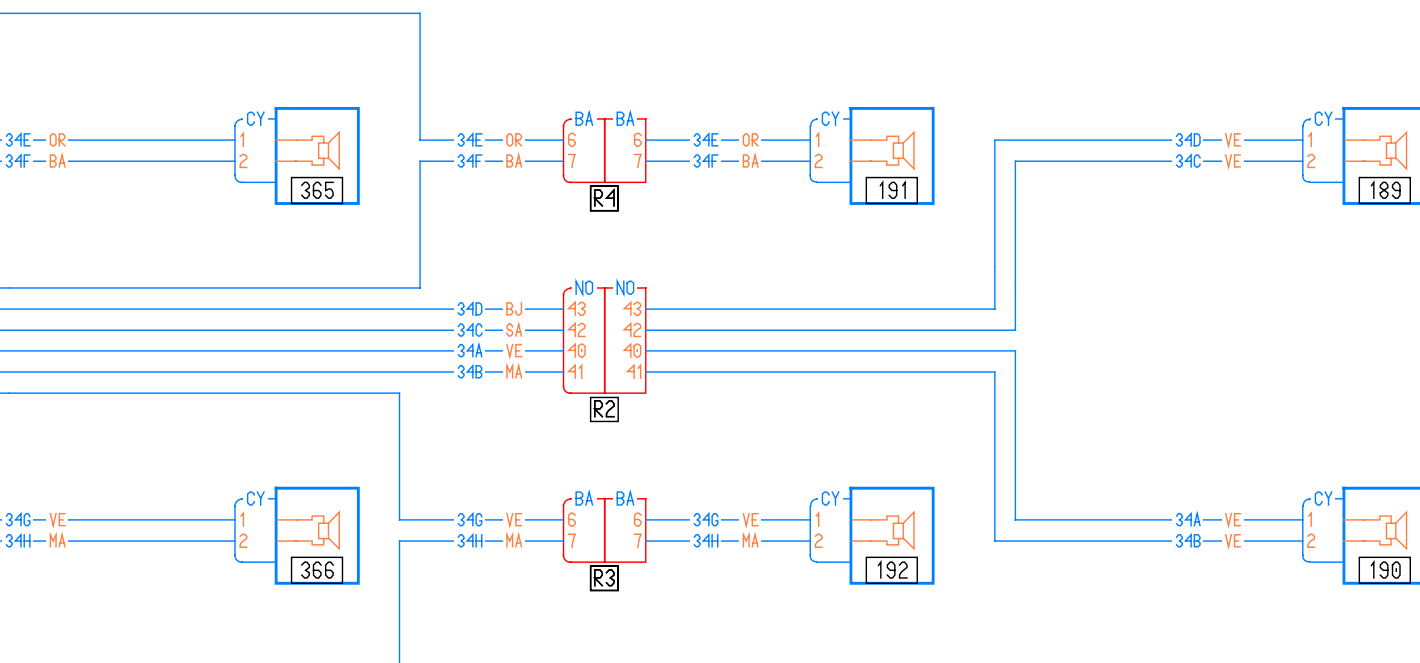 CY BA BA CY CY
34E OR 1 34E OR 6 6 34E OR 1 34D VE 1
34F BA 2 34F BA 7 7 34F BA 2 34C VE 2
365 R4 191 189
NO NO
34D BJ 43 43
34C SA 42 42
34A VE 40 40
34B MA 41 41
R2
CY BA BA CY CY
34G VE 1 34G VE 6 6 34G VE 1 34A VE 1
34H MA 2 34H MA 7 7 34H MA 2 34B VE 2
366 R3 192 190